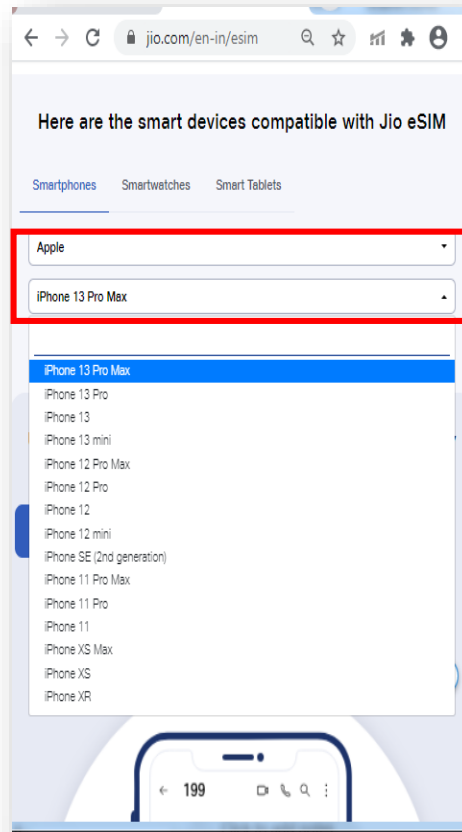 jio.com/en-in/esim
Here are the smart devices compatible with Jio eSIM
Smartphones Smartwatches Smart Tablets
Apple
iPhone 13 Pro Max
iPhone 13 Pro Max
iPhone 13 Pro
iPhone 13
iPhone 13 mini
iPhone 12 Pro Max
iPhone 12 Pro
iPhone 12
iPhone 12 mini
iPhone SE (2nd generation)
iPhone 11 Pro Max
iPhone 11 Pro
iPhone 11
iPhone XS Max
iPhone XS
iPhone XR
199